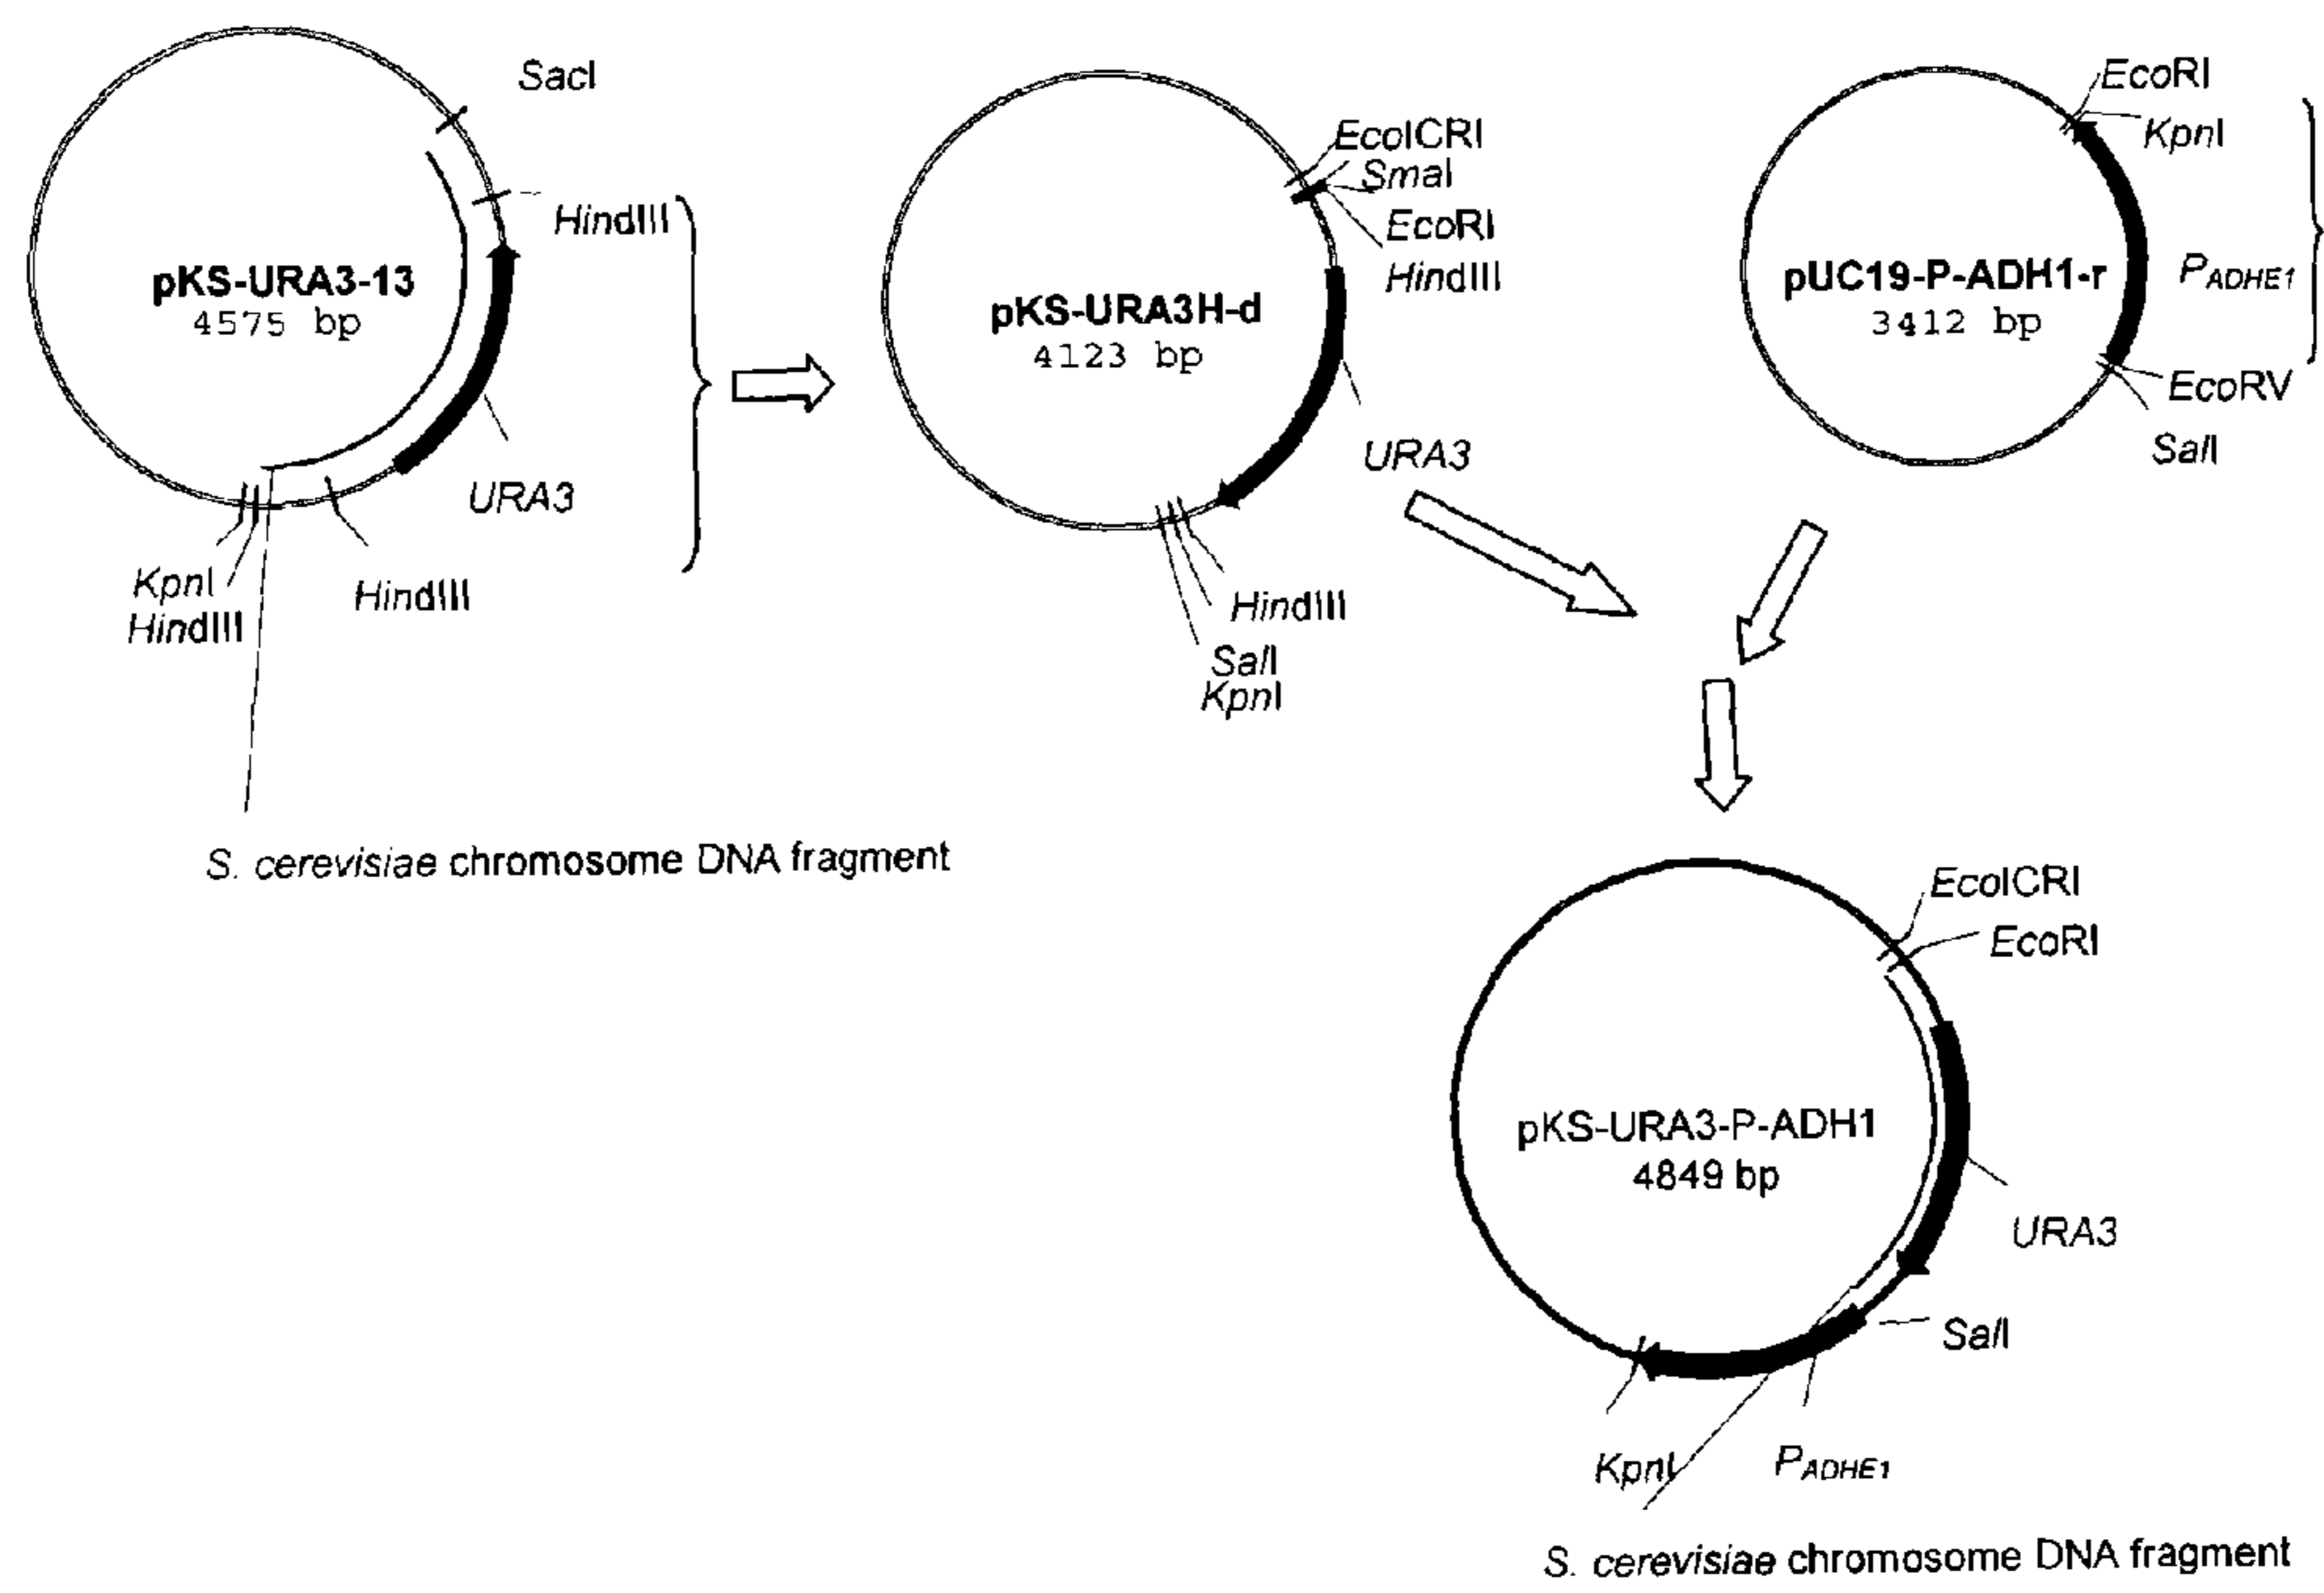 SacI
HindIII
pKS-URA3-13
4575 bp
URA3
KpnI
HindIII
HindIII
S. cerevisiae chromosome DNA fragment
EcoICRI
SmaI
EcoRI
HindIII
pKS-URA3H-d
4123 bp
URA3
HindIII
SalI
KpnI
EcoRI
KpnI
pUC19-P-ADH1-r
3412 bp
PADHE1
EcoRV
SalI
EcoICRI
EcoRI
pKS-URA3-P-ADH1
4849 bp
URA3
SalI
KpnI
PADHE1
S. cerevisiae chromosome DNA fragment